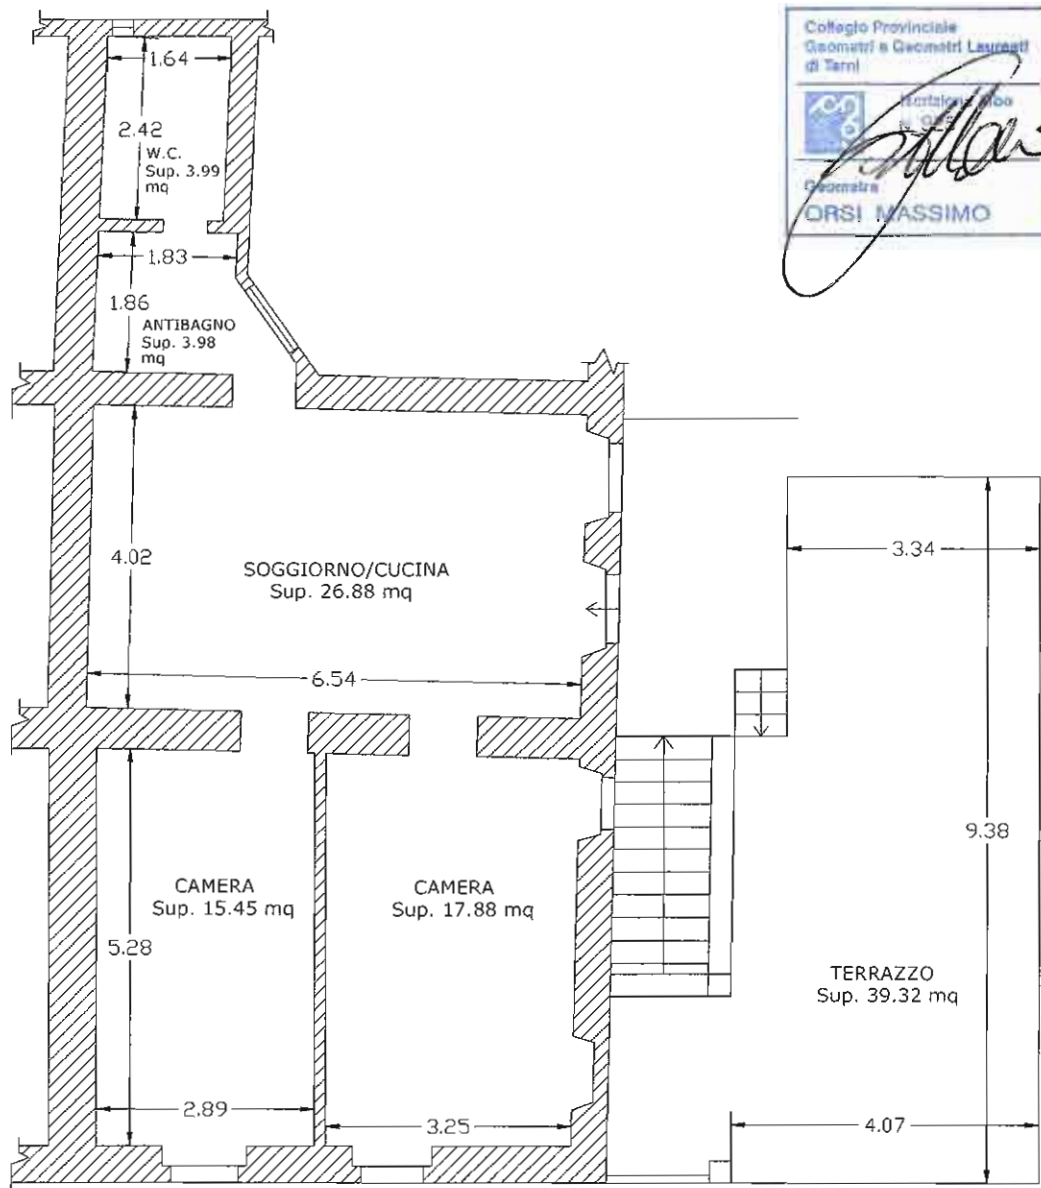 Collegio Provinciale
Geometri e Geometri Laureati
di Terni
Iscrizione Albo
Geometra
ORSI MASSIMO
1.64
2.42
W.C.
Sup. 3.99
mq
1.83
1.86
ANTIBAGNO
Sup. 3.98
mq
4.02
SOGGIORNO/CUCINA
Sup. 26.88 mq
6.54
3.34
9.38
CAMERA
Sup. 15.45 mq
CAMERA
Sup. 17.88 mq
5.28
TERRAZZO
Sup. 39.32 mq
2.89
3.25
4.07